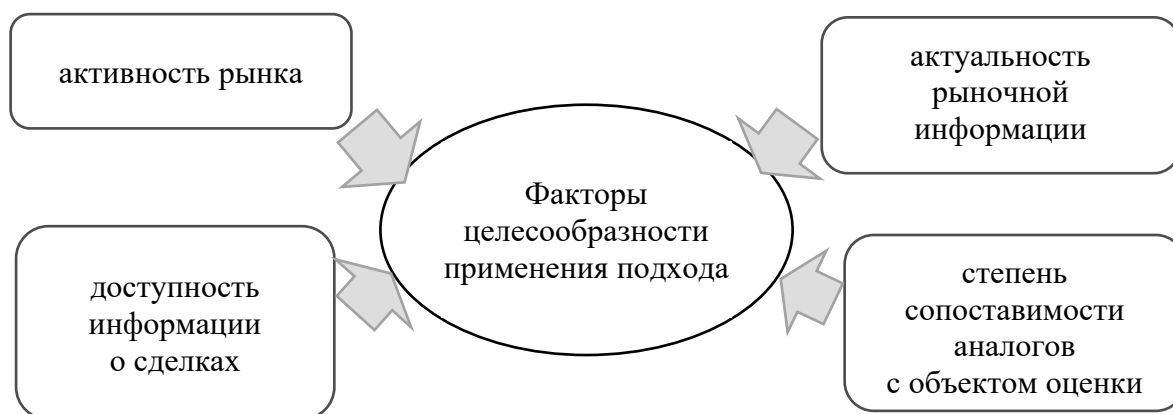 активность рынка
актуальность
рыночной
информации
Факторы
целесообразности
применения подхода
доступность
информации
о сделках
степень
сопоставимости
аналогов
с объектом оценки